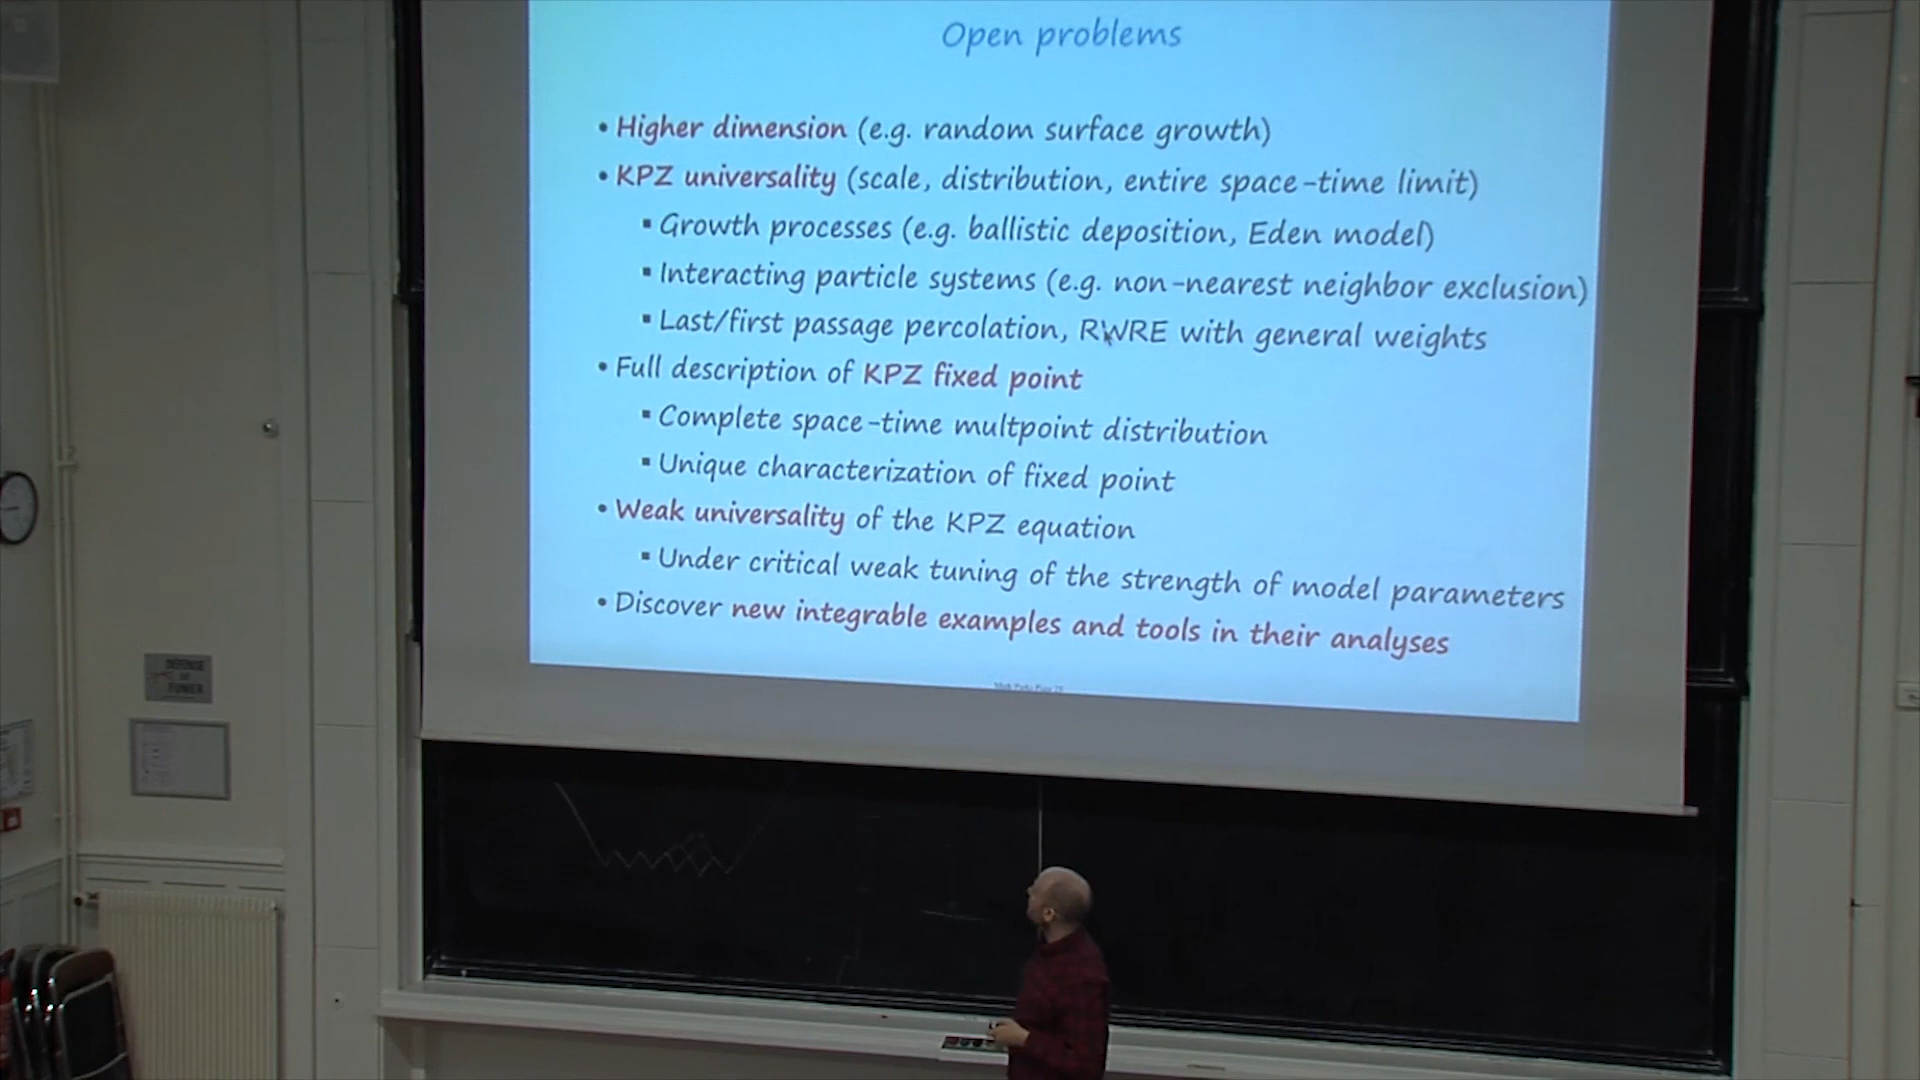 Open problems
• Higher dimension (e.g. random surface growth)
• KPZ universality (scale, distribution, entire space-time limit)
▪ Growth processes (e.g. ballistic deposition, Eden model)
▪ Interacting particle systems (e.g. non-nearest neighbor exclusion)
▪ Last/first passage percolation, RWRE with general weights
• Full description of KPZ fixed point
▪ Complete space-time multpoint distribution
▪ Unique characterization of fixed point
• Weak universality of the KPZ equation
▪ Under critical weak tuning of the strength of model parameters
• Discover new integrable examples and tools in their analyses
DEFENSE
DE
FUMER